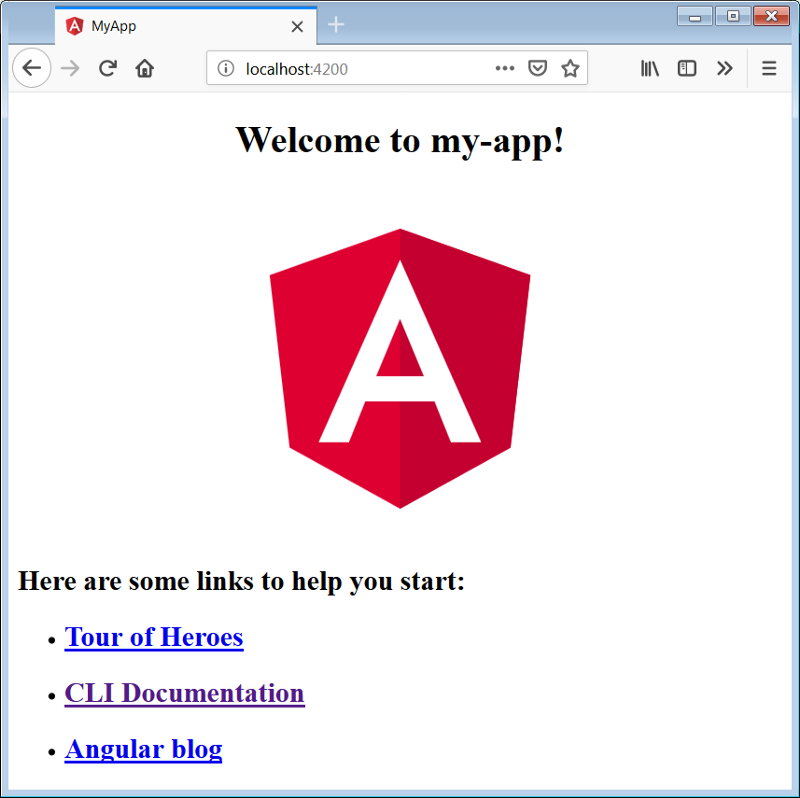 MyApp
localhost:4200
Welcome to my-app!
A
Here are some links to help you start:
• Tour of Heroes
• CLI Documentation
• Angular blog